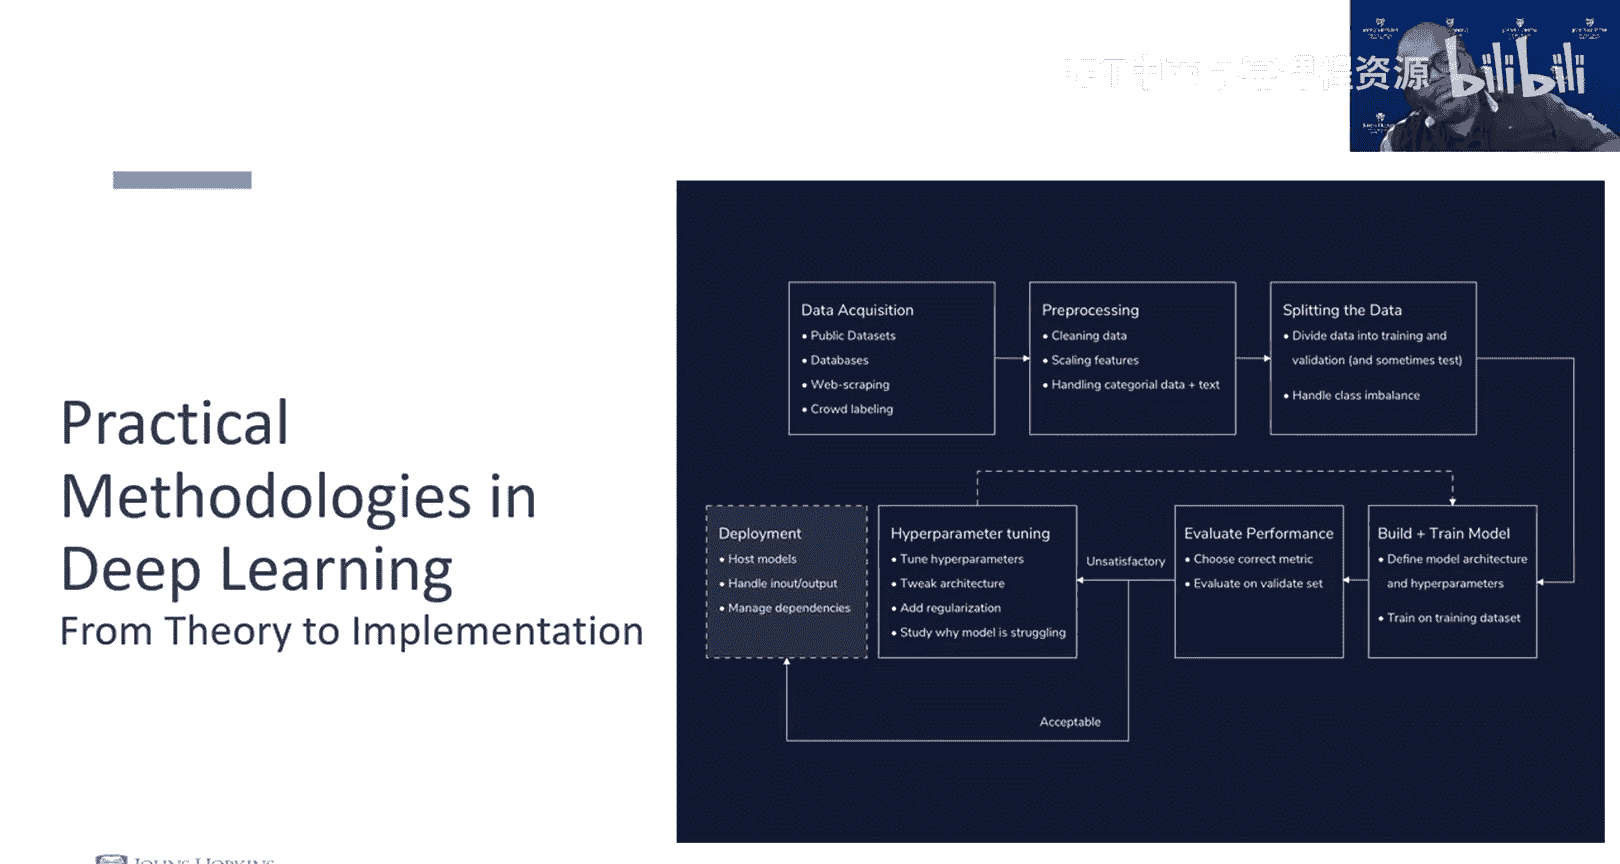 资源
bilibili
Practical
Methodologies in
Deep Learning
From Theory to Implementation
Data Acquisition
• Public Datasets
• Databases
• Web-scraping
• Crowd labeling
Preprocessing
• Cleaning data
• Scaling features
• Handling categorial data + text
Splitting the Data
• Divide data into training and
validation (and sometimes test)
• Handle class imbalance
Deployment
• Host models
• Handle inout/output
• Manage dependencies
Hyperparameter tuning
• Tune hyperparameters
• Tweak architecture
• Add regularization
• Study why model is struggling
Unsatisfactory
Evaluate Performance
• Choose correct metric
• Evaluate on validate set
Build + Train Model
• Define model architecture
and hyperparameters
• Train on training dataset
Acceptable
JOHNS HOPKINS